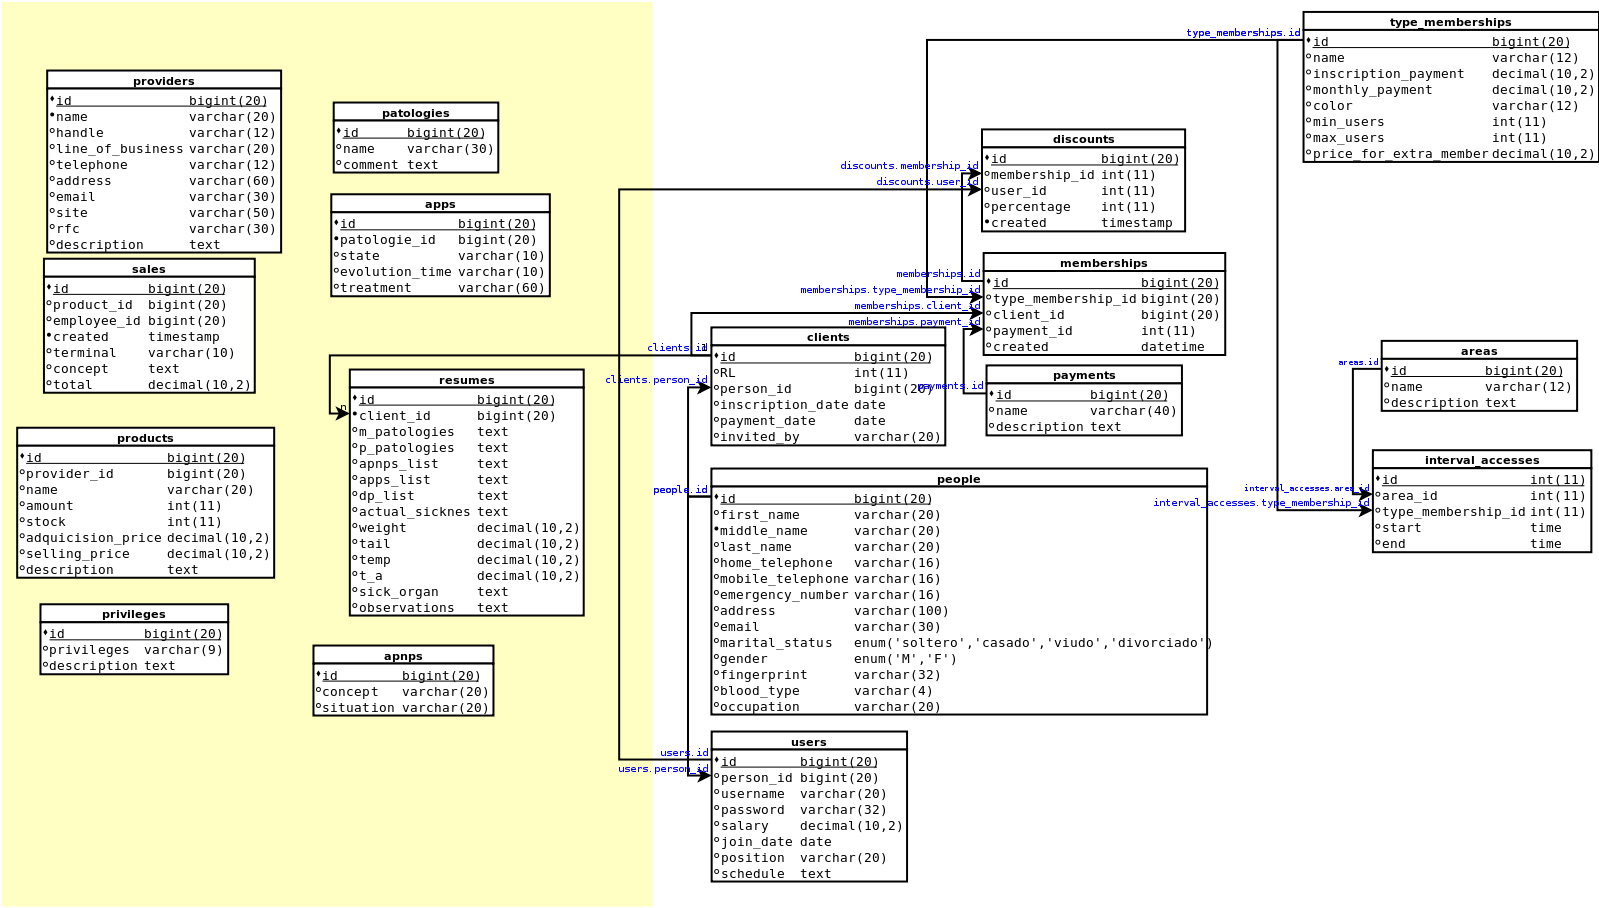 providers
id bigint(20)
name varchar(20)
handle varchar(12)
line_of_business varchar(20)
telephone varchar(12)
address varchar(60)
email varchar(30)
site varchar(50)
rfc varchar(30)
description text
patologies
id bigint(20)
name varchar(30)
comment text
apps
id bigint(20)
patologie_id bigint(20)
state varchar(10)
evolution_time varchar(10)
treatment varchar(60)
sales
id bigint(20)
product_id bigint(20)
employee_id bigint(20)
created timestamp
terminal varchar(10)
concept text
total decimal(10,2)
products
id bigint(20)
provider_id bigint(20)
name varchar(20)
amount int(11)
stock int(11)
adquicision_price decimal(10,2)
selling_price decimal(10,2)
description text
privileges
id bigint(20)
privileges varchar(9)
description text
resumes
n
id bigint(20)
client_id bigint(20)
m_patologies text
p_patologies text
apnps_list text
apps_list text
dp_list text
actual_sicknes text
weight decimal(10,2)
tail decimal(10,2)
temp decimal(10,2)
t_a decimal(10,2)
sick_organ text
observations text
apnps
id bigint(20)
concept varchar(20)
situation varchar(20)
type_memberships.id
type_memberships
id bigint(20)
name varchar(12)
inscription_payment decimal(10,2)
monthly_payment decimal(10,2)
color varchar(12)
min_users int(11)
max_users int(11)
price_for_extra_member decimal(10,2)
discounts.membership_id
discounts.user_id
discounts
id bigint(20)
membership_id int(11)
user_id int(11)
percentage int(11)
created timestamp
memberships.id
memberships.type_membership_id
memberships.client_id
memberships.payment_id
memberships
id bigint(20)
type_membership_id bigint(20)
client_id bigint(20)
payment_id int(11)
created datetime
clients.id
clients.person_id
clients
id bigint(20)
RL int(11)
person_id bigint(20)
inscription_date date
payment_date date
invited_by varchar(20)
payments.id
payments
id bigint(20)
name varchar(40)
description text
areas.id
areas
id bigint(20)
name varchar(12)
description text
interval_accesses.area_id
interval_accesses.type_membership_id
interval_accesses
id int(11)
area_id int(11)
type_membership_id int(11)
start time
end time
people.id
people
id bigint(20)
first_name varchar(20)
middle_name varchar(20)
last_name varchar(20)
home_telephone varchar(16)
mobile_telephone varchar(16)
emergency_number varchar(16)
address varchar(100)
email varchar(30)
marital_status enum('soltero','casado','viudo','divorciado')
gender enum('M','F')
fingerprint varchar(32)
blood_type varchar(4)
occupation varchar(20)
users.id
users.person_id
users
id bigint(20)
person_id bigint(20)
username varchar(20)
password varchar(32)
salary decimal(10,2)
join_date date
position varchar(20)
schedule text